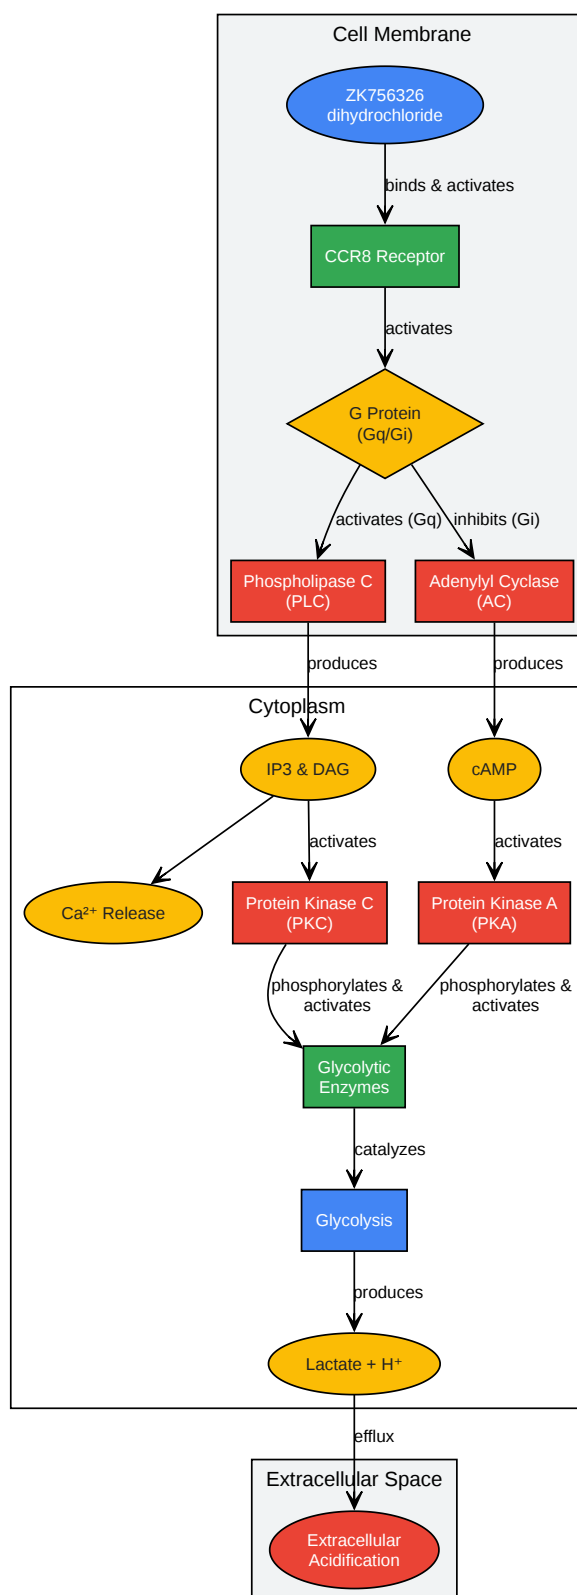 Cell Membrane
ZK756326
dihydrochloride
binds & activates
CCR8 Receptor
activates
G Protein
(Gq/Gi)
activates (Gq)
inhibits (Gi)
Phospholipase C
(PLC)
Adenylyl Cyclase
(AC)
produces
produces
Cytoplasm
IP3 & DAG
cAMP
activates
activates
Ca²⁺ Release
Protein Kinase C
(PKC)
Protein Kinase A
(PKA)
phosphorylates &
activates
phosphorylates &
activates
Glycolytic
Enzymes
catalyzes
Glycolysis
produces
Lactate + H⁺
efflux
Extracellular Space
Extracellular
Acidification